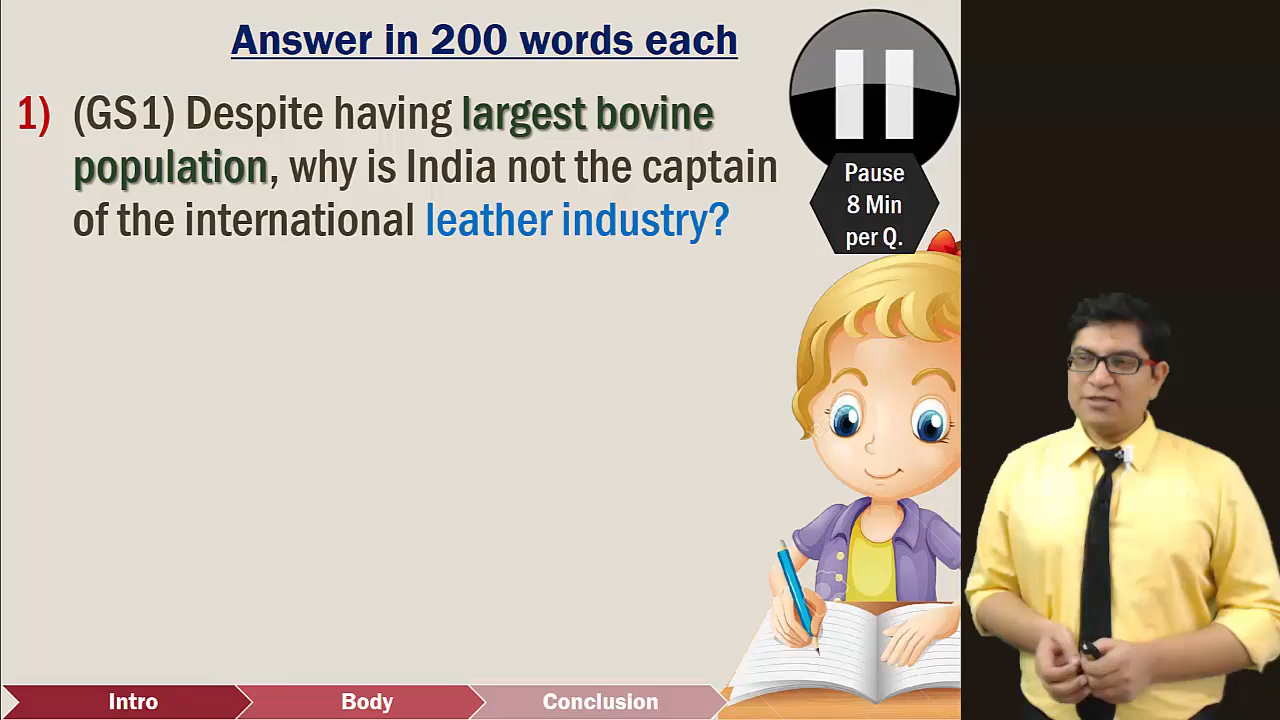 Answer in 200 words each
1) (GS1) Despite having largest bovine
population, why is India not the captain
of the international leather industry?
Pause
8 Min
per Q.
Intro
Body
Conclusion